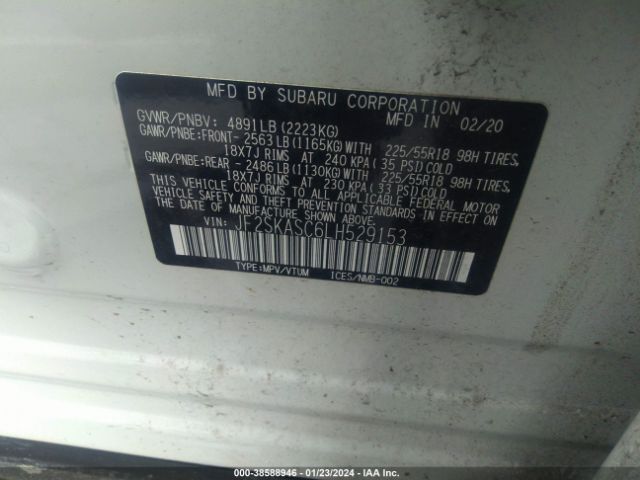 MFD BY SUBARU CORPORATION MFD IN 02/20
GVWR/PNBV: 4891LB (2223KG)
GAWR/PNBE:FRONT- 2563LB(1165KG)WITH 225/55R18 98H TIRES,
18X7J RIMS AT 240 KPA(35 PSI)COLD
GAWR/PNBE:REAR - 2486LB(1130KG)WITH 225/55R18 98H TIRES,
18X7J RIMS AT 230 KPA(33 PSI)COLD
THIS VEHICLE CONFORMS TO ALL APPLICABLE FEDERAL MOTOR
VEHICLE SAFETY AND THEFT PREVENTION STANDARDS IN EFFECT ON
THE DATE OF MANUFACTURE SHOWN ABOVE.
VIN: JF2SKASC6LH529153
TYPE:MPV/VTUM ICES/NMB-002
000-38588946 - 01/23/2024 - IAA Inc.